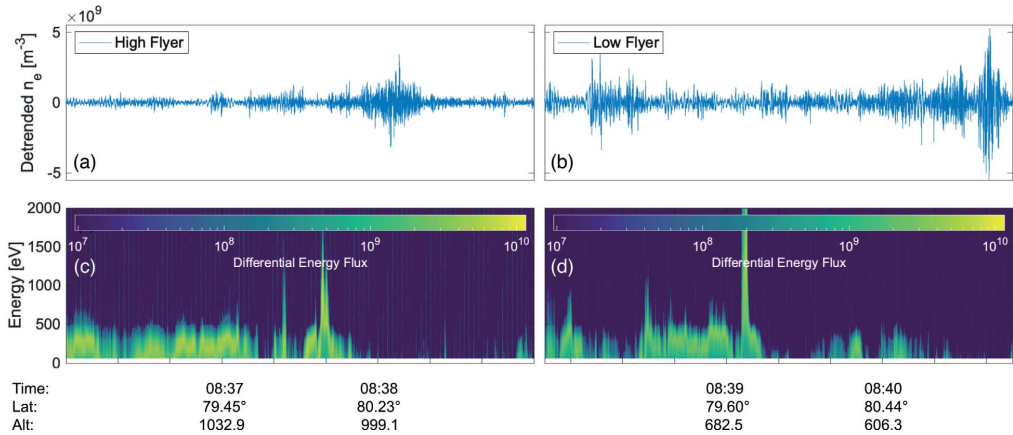 ×10⁹
5
0
-5
Detrended nₑ [m⁻³]
High Flyer
(a)
Low Flyer
(b)
2000
1500
1000
500
0
Energy [eV]
10⁷ 10⁸ 10⁹ 10¹⁰
Differential Energy Flux
(c)
10⁷ 10⁸ 10⁹ 10¹⁰
Differential Energy Flux
(d)
Time: 08:37 08:38 08:39 08:40
Lat: 79.45° 80.23° 79.60° 80.44°
Alt: 1032.9 999.1 682.5 606.3